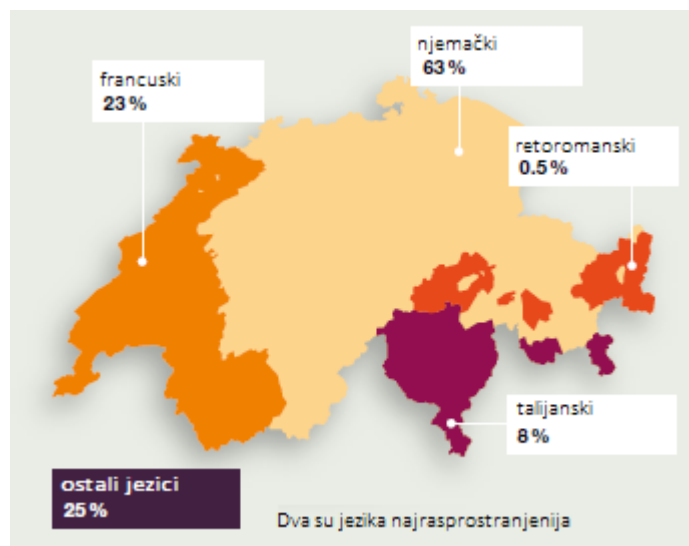 njemački
63 %
francuski
23 %
retoromanski
0.5 %
talijanski
8 %
ostali jezici
25 %
Dva su jezika najrasprostranjenija